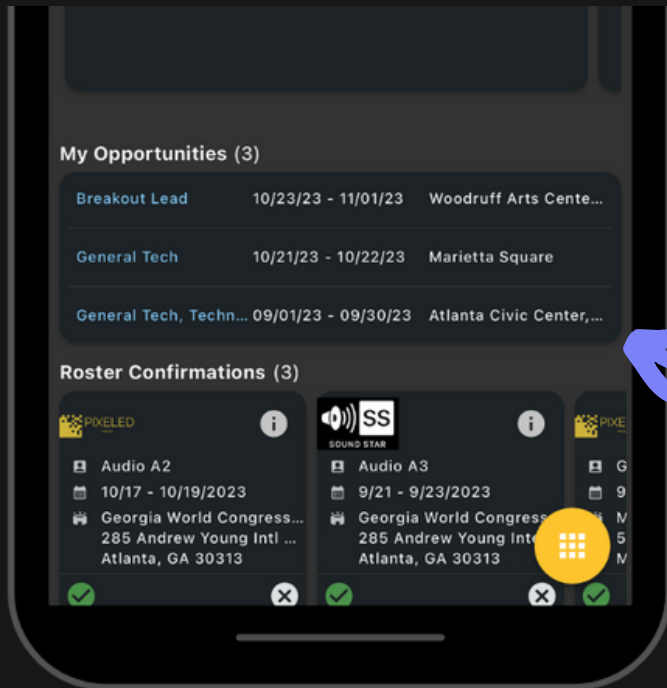 My Opportunities (3)
Breakout Lead 10/23/23 - 11/01/23 Woodruff Arts Cente...
General Tech 10/21/23 - 10/22/23 Marietta Square
General Tech, Techn... 09/01/23 - 09/30/23 Atlanta Civic Center,...
Roster Confirmations (3)
PIXELED
Audio A2
10/17 - 10/19/2023
Georgia World Congress...
285 Andrew Young Intl ...
Atlanta, GA 30313
SS
SOUND STAR
Audio A3
9/21 - 9/23/2023
Georgia World Congress
285 Andrew Young Int
Atlanta, GA 30313
PIXE
G
9
M
5
M